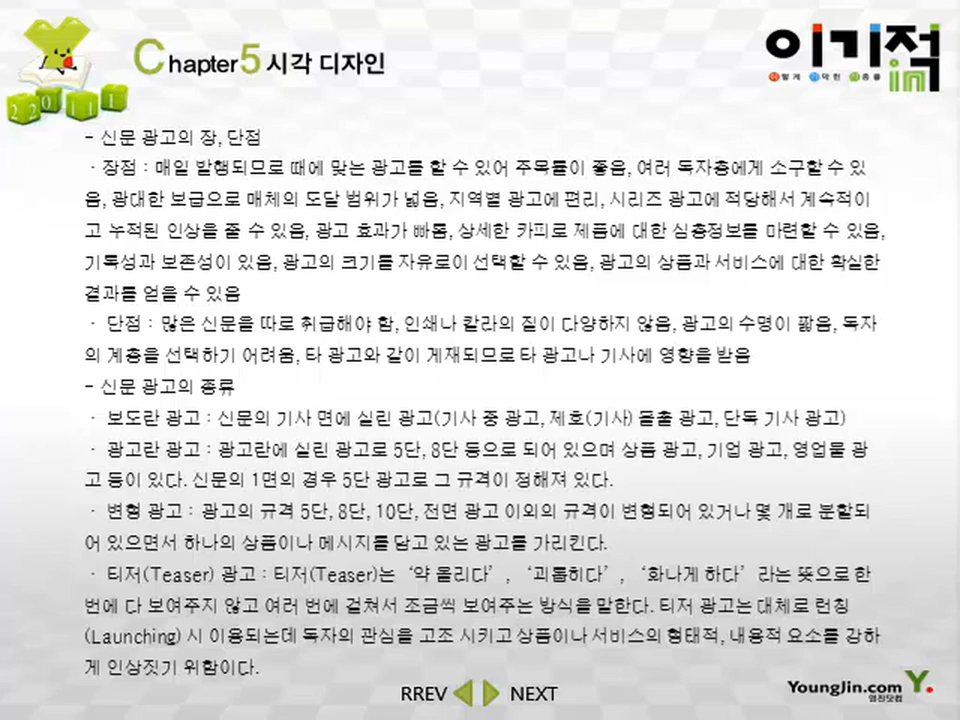 Chapter5 시각 디자인
이기적in
이렇게 기막힌 적중률
22011
- 신문 광고의 장, 단점
· 장점 : 매일 발행되므로 때에 맞는 광고를 할 수 있어 주목률이 좋음, 여러 독자층에게 소구할 수 있
음, 광대한 보급으로 매체의 도달 범위가 넓음, 지역별 광고에 편리, 시리즈 광고에 적당해서 계속적이
고 누적된 인상을 줄 수 있음, 광고 효과가 빠름, 상세한 카피로 제품에 대한 심층정보를 마련할 수 있음,
기록성과 보존성이 있음, 광고의 크기를 자유로이 선택할 수 있음, 광고의 상품과 서비스에 대한 확실한
결과를 얻을 수 있음
· 단점 : 많은 신문을 따로 취급해야 함, 인쇄나 칼라의 질이 다양하지 않음, 광고의 수명이 짧음, 독자
의 계층을 선택하기 어려움, 타 광고와 같이 게재되므로 타 광고나 기사에 영향을 받음
- 신문 광고의 종류
· 보도란 광고 : 신문의 기사 면에 실린 광고(기사 중 광고, 제호(기사) 돌출 광고, 단독 기사 광고)
· 광고란 광고 : 광고란에 실린 광고로 5단, 8단 등으로 되어 있으며 상품 광고, 기업 광고, 영업물 광
고 등이 있다. 신문의 1면의 경우 5단 광고로 그 규격이 정해져 있다.
· 변형 광고 : 광고의 규격 5단, 8단, 10단, 전면 광고 이외의 규격이 변형되어 있거나 몇 개로 분할되
어 있으면서 하나의 상품이나 메시지를 담고 있는 광고를 가리킨다.
· 티저(Teaser) 광고 : 티저(Teaser)는 ‘약 올리다’, ‘괴롭히다’, ‘화나게 하다’ 라는 뜻으로 한
번에 다 보여주지 않고 여러 번에 걸쳐서 조금씩 보여주는 방식을 말한다. 티저 광고는 대체로 런칭
(Launching) 시 이용되는데 독자의 관심을 고조 시키고 상품이나 서비스의 형태적, 내용적 요소를 강하
게 인상짓기 위함이다.
RREV NEXT
YoungJin.com Y.
영진닷컴